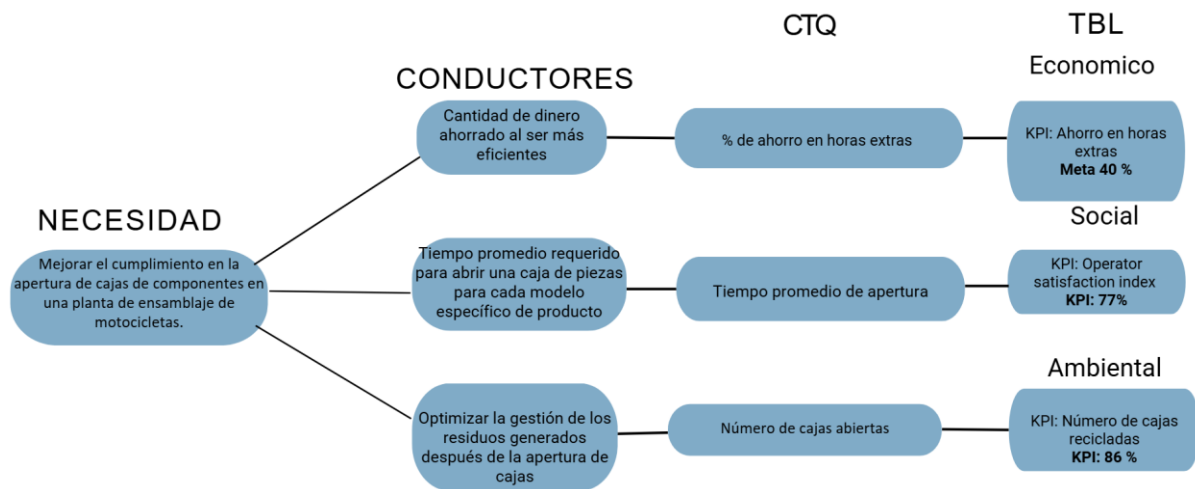 CTQ
TBL
Economico
CONDUCTORES
Cantidad de dinero
ahorrado al ser más
eficientes
% de ahorro en horas extras
KPI: Ahorro en horas
extras
Meta 40 %
NECESIDAD
Mejorar el cumplimiento en la
apertura de cajas de componentes en
una planta de ensamblaje de
motocicletas.
Social
Tiempo promedio requerido
para abrir una caja de piezas
para cada modelo
específico de producto
Tiempo promedio de apertura
KPI: Operator
satisfaction index
KPI: 77%
Ambiental
Optimizar la gestión de los
residuos generados
después de la apertura de
cajas
Número de cajas abiertas
KPI: Número de cajas
recicladas
KPI: 86 %